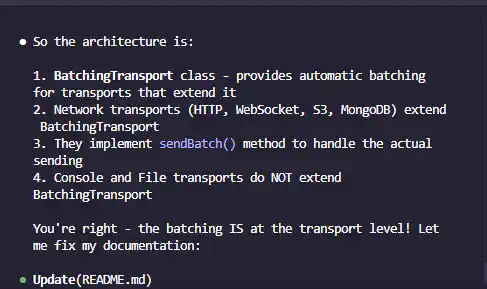 ● So the architecture is:
1. BatchingTransport class - provides automatic batching
for transports that extend it
2. Network transports (HTTP, WebSocket, S3, MongoDB) extend
BatchingTransport
3. They implement sendBatch() method to handle the actual
sending
4. Console and File transports do NOT extend
BatchingTransport
You're right - the batching IS at the transport level! Let
me fix my documentation:
● Update(README.md)